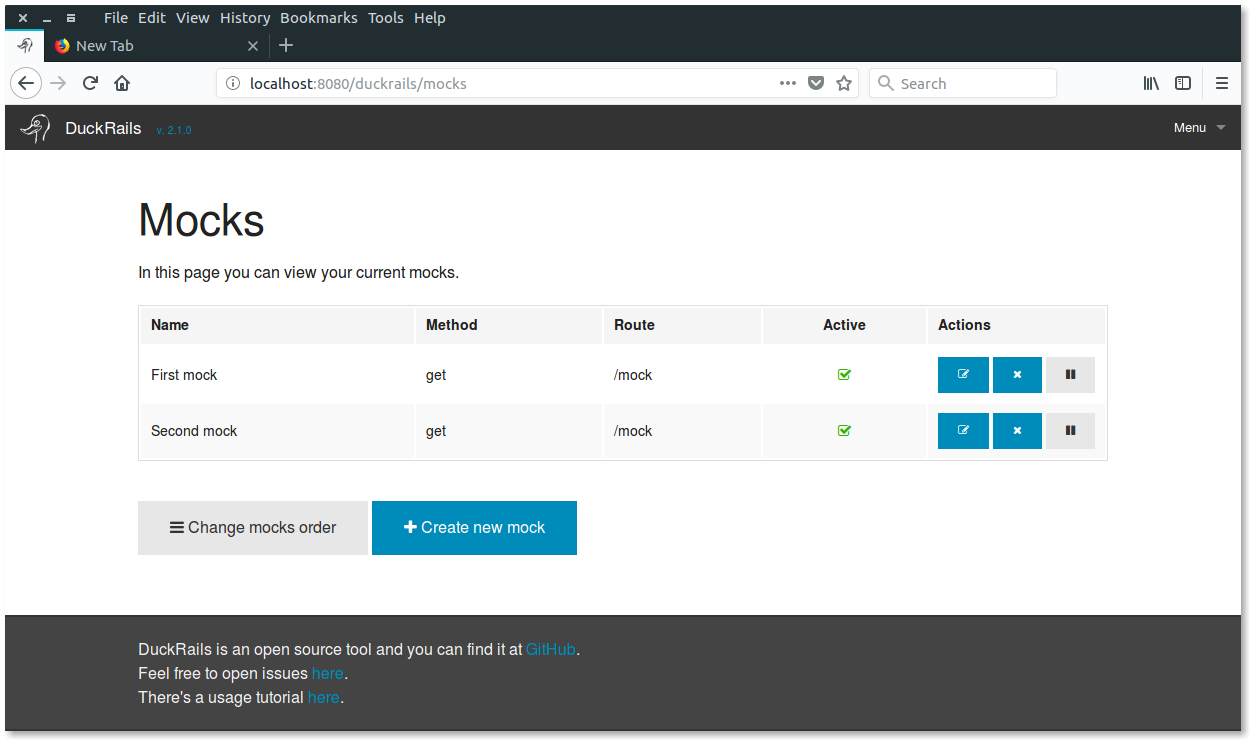 File Edit View History Bookmarks Tools Help
New Tab
localhost:8080/duckrails/mocks Search
DuckRails v. 2.1.0 Menu
Mocks
In this page you can view your current mocks.
Name Method Route Active Actions
First mock get /mock
Second mock get /mock
Change mocks order Create new mock
DuckRails is an open source tool and you can find it at GitHub.
Feel free to open issues here.
There's a usage tutorial here.